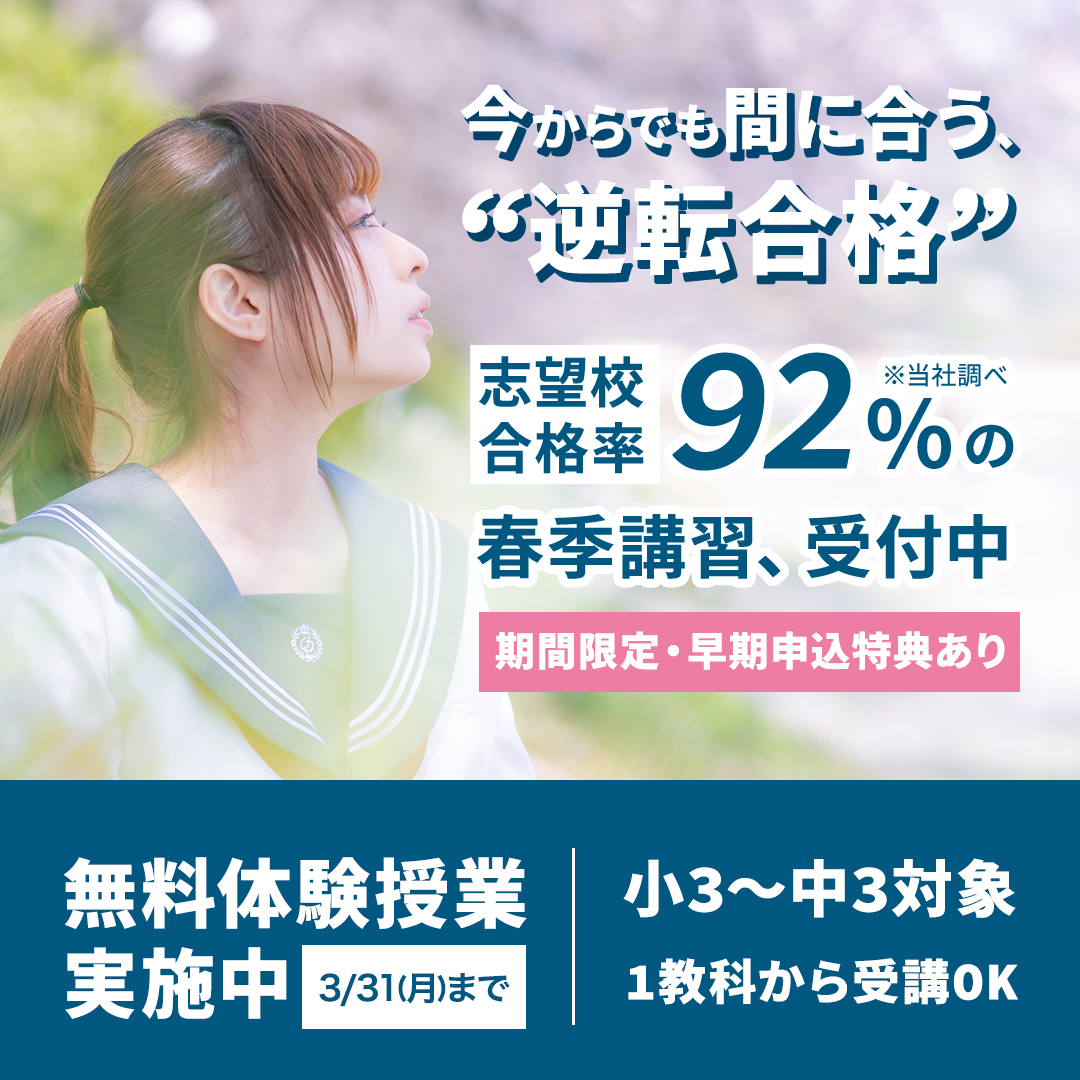 今からでも間に合う、
“逆転合格”
志望校
合格率
92%の
※当社調べ
春季講習、受付中
期間限定・早期申込特典あり
無料体験授業
実施中
3/31(月)まで
小3～中3対象
1教科から受講OK